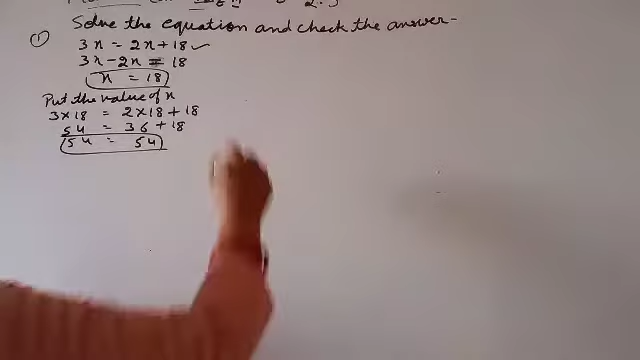 Solve the equation and check the answer-
① 3x = 2x + 18 ✓
3x - 2x = 18
x = 18
Put the value of x
3 x 18 = 2 x 18 + 18
54 = 36 + 18
54 = 54